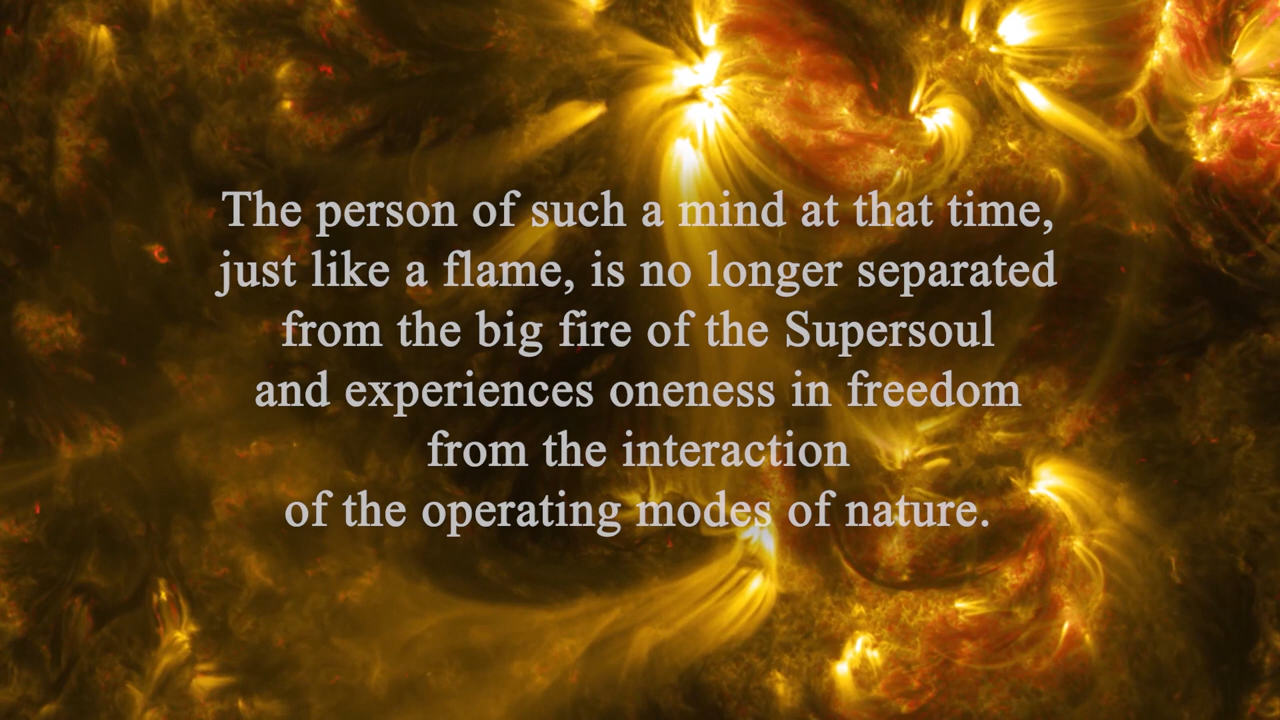 The person of such a mind at that time,
just like a flame, is no longer separated
from the big fire of the Supersoul
and experiences oneness in freedom
from the interaction
of the operating modes of nature.